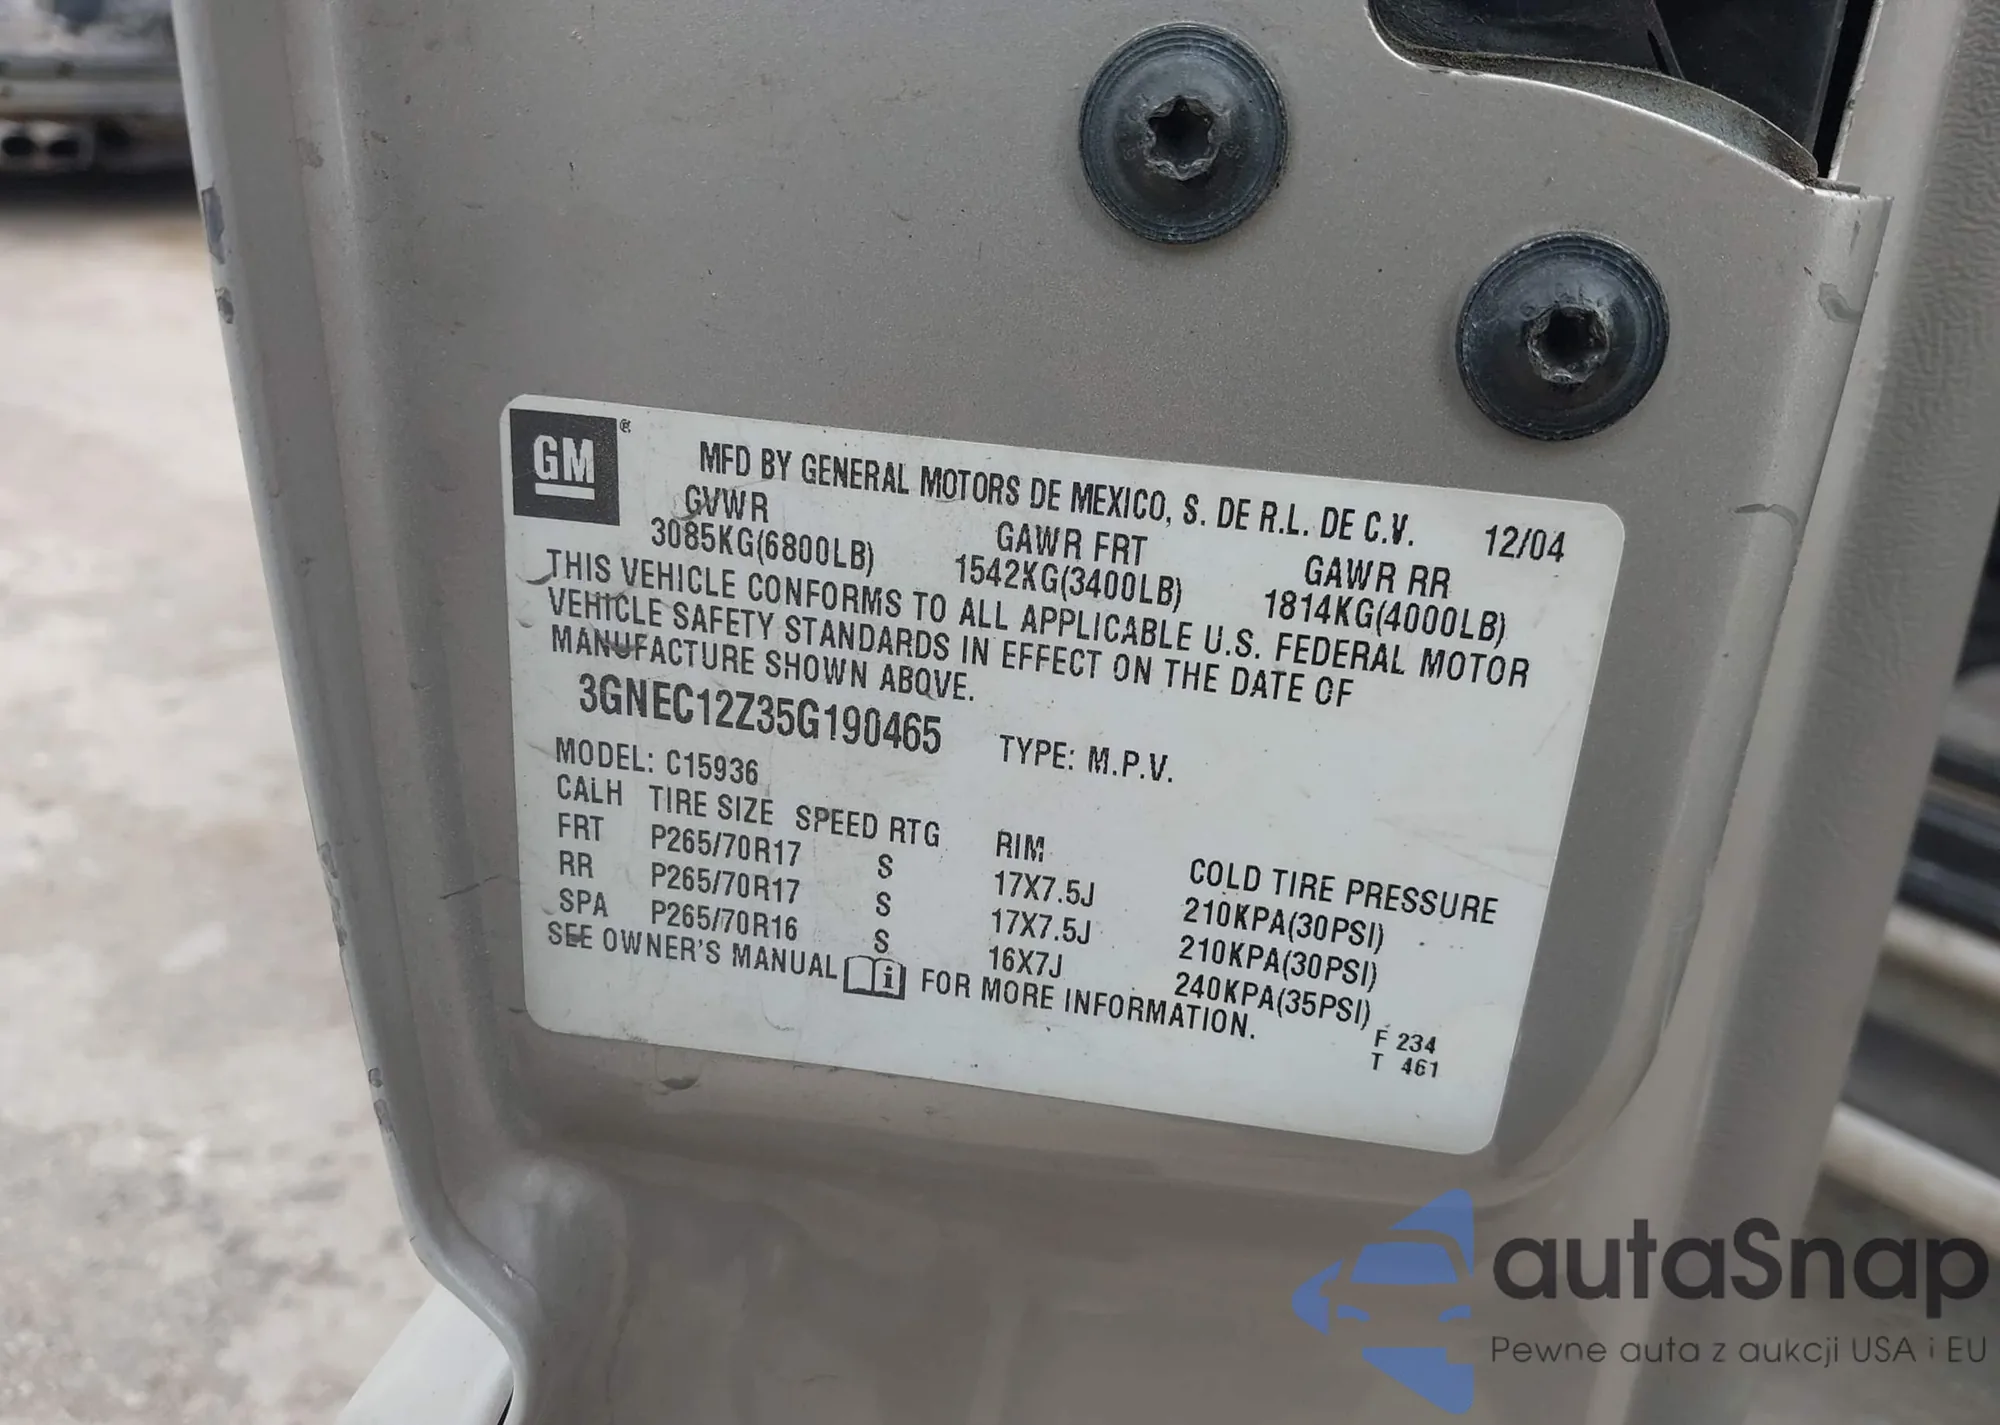 GM ®
MFD BY GENERAL MOTORS DE MEXICO, S. DE R.L. DE C.V. 12/04
GVWR GAWR FRT GAWR RR
3085KG(6800LB) 1542KG(3400LB) 1814KG(4000LB)
THIS VEHICLE CONFORMS TO ALL APPLICABLE U.S. FEDERAL MOTOR
VEHICLE SAFETY STANDARDS IN EFFECT ON THE DATE OF
MANUFACTURE SHOWN ABOVE.
3GNEC12Z35G190465 TYPE: M.P.V.
MODEL: C15936
CALH TIRE SIZE SPEED RTG RIM COLD TIRE PRESSURE
FRT P265/70R17 S 17X7.5J 210KPA(30PSI)
RR P265/70R17 S 17X7.5J 210KPA(30PSI)
SPA P265/70R16 S 16X7J 240KPA(35PSI)
SEE OWNER'S MANUAL i FOR MORE INFORMATION.
F 234
T 461
autaSnap
Pewne auta z aukcji USA i EU